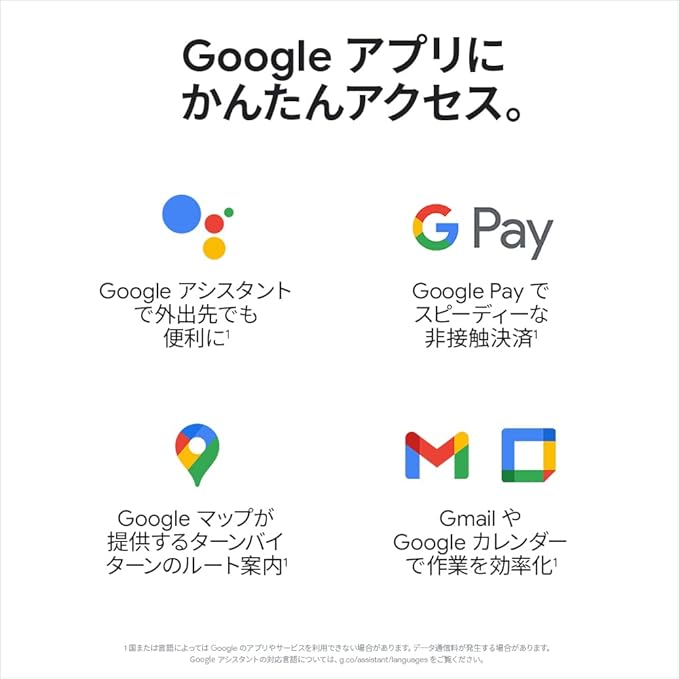 Google アプリに
かんたんアクセス。
Google アシスタント
で外出先でも
便利に¹
G Pay
Google Pay で
スピーディーな
非接触決済¹
Google マップが
提供するターンバイ
ターンのルート案内¹
Gmail や
Google カレンダー
で作業を効率化¹
1 国または言語によっては Google のアプリやサービスを利用できない場合があります。データ通信料が発生する場合があります。
Google アシスタントの対応言語については、g.co/assistant/languages をご覧ください。